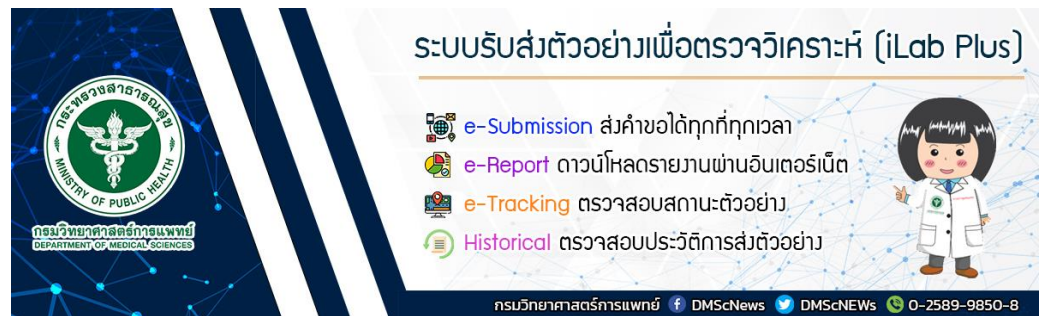 ระบบรับส่งตัวอย่างเพื่อตรวจวิเคราะห์ (iLab Plus)
e-Submission ส่งคำขอได้ทุกที่ทุกเวลา
e-Report ดาวน์โหลดรายงานผ่านอินเตอร์เน็ต
e-Tracking ตรวจสอบสถานะตัวอย่าง
Historical ตรวจสอบประวัติการส่งตัวอย่าง
กระทรวงสาธารณสุข
MINISTRY OF PUBLIC HEALTH
กรมวิทยาศาสตร์การแพทย์
DEPARTMENT OF MEDICAL SCIENCES
กรมวิทยาศาสตร์การแพทย์ DMScNews DMScNEWs 0-2589-9850-8